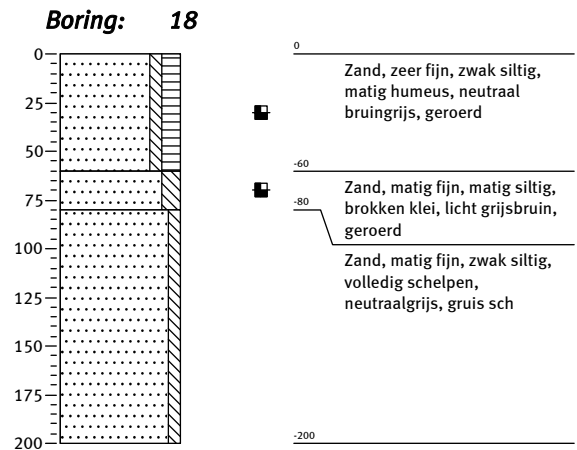 Boring: 18
0
25
50
75
100
125
150
175
200
0
Zand, zeer fijn, zwak siltig,
matig humeus, neutraal
bruingrijs, geroerd
-60
Zand, matig fijn, matig siltig,
brokken klei, licht grijsbruin,
geroerd
-80
Zand, matig fijn, zwak siltig,
volledig schelpen,
neutraalgrijs, gruis sch
-200